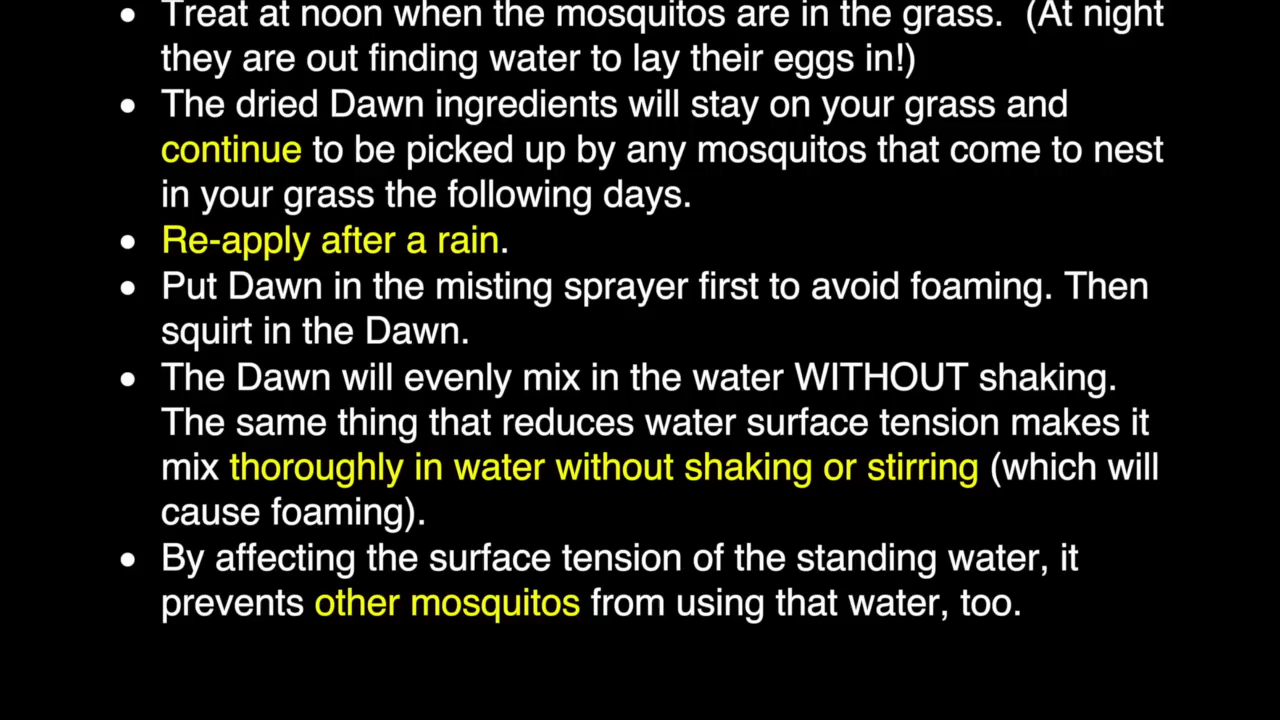 • Treat at noon when the mosquitos are in the grass.  (At night
they are out finding water to lay their eggs in!)
• The dried Dawn ingredients will stay on your grass and
continue to be picked up by any mosquitos that come to nest
in your grass the following days.
• Re-apply after a rain.
• Put Dawn in the misting sprayer first to avoid foaming. Then
squirt in the Dawn.
• The Dawn will evenly mix in the water WITHOUT shaking.
The same thing that reduces water surface tension makes it
mix thoroughly in water without shaking or stirring (which will
cause foaming).
• By affecting the surface tension of the standing water, it
prevents other mosquitos from using that water, too.